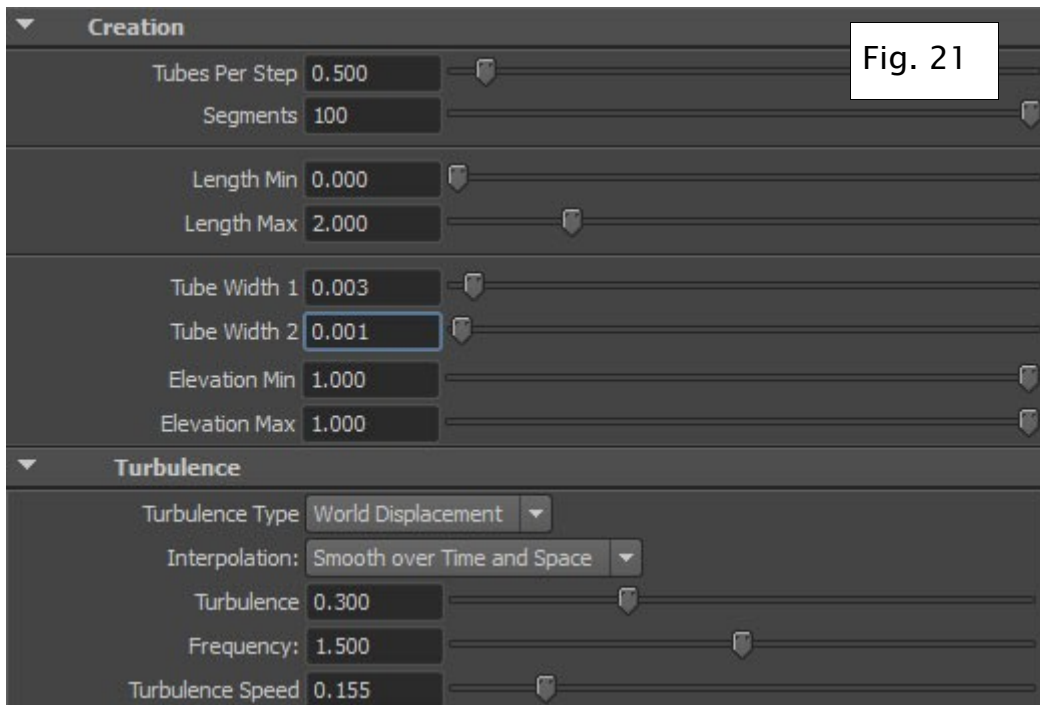 Creation
Fig. 21
Tubes Per Step 0.500
Segments 100
Length Min 0.000
Length Max 2.000
Tube Width 1 0.003
Tube Width 2 0.001
Elevation Min 1.000
Elevation Max 1.000
Turbulence
Turbulence Type World Displacement
Interpolation: Smooth over Time and Space
Turbulence 0.300
Frequency: 1.500
Turbulence Speed 0.155